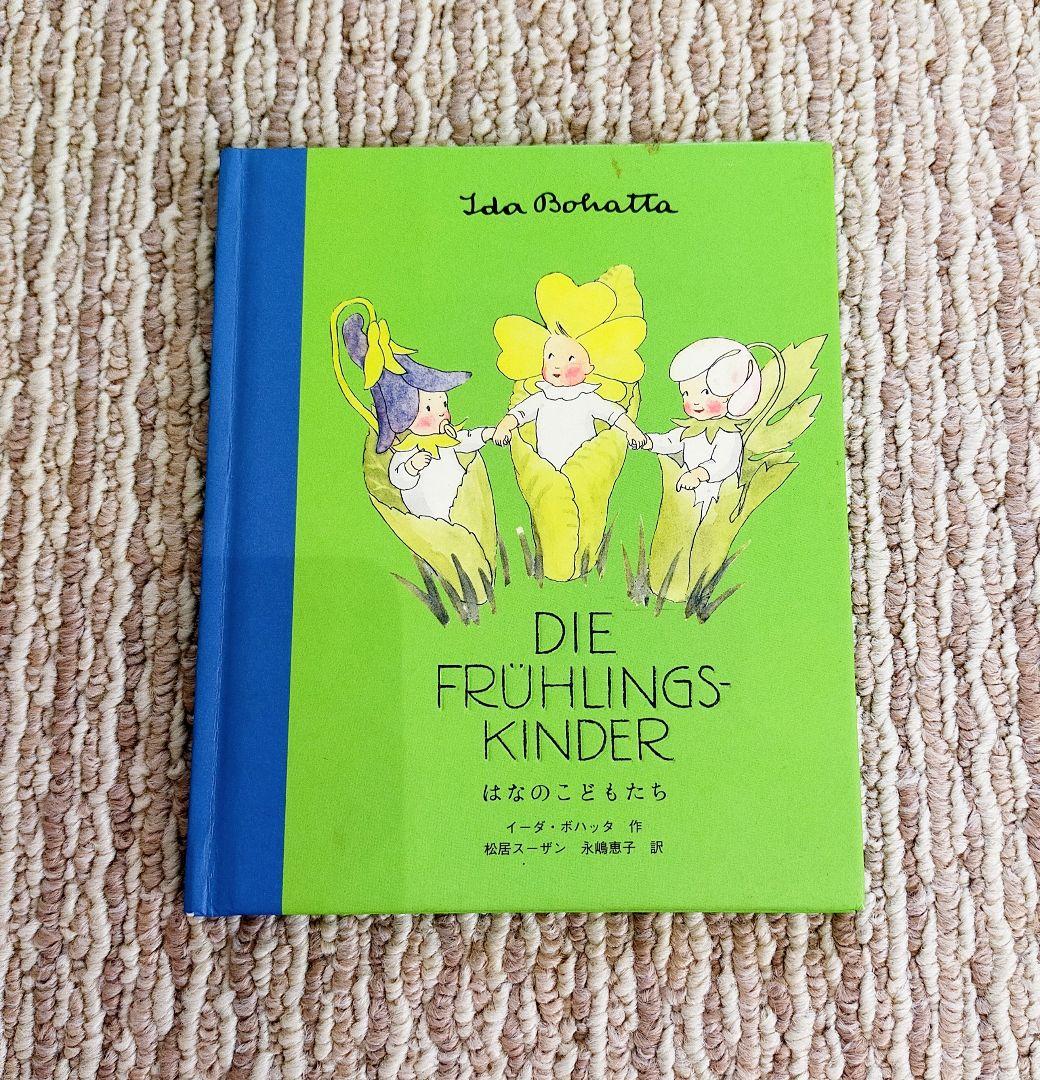 Ida Bohatta
DIE
FRÜHLINGS-
KINDER
はなのこどもたち
イーダ・ボハッタ 作
松居スーザン 永嶋恵子 訳